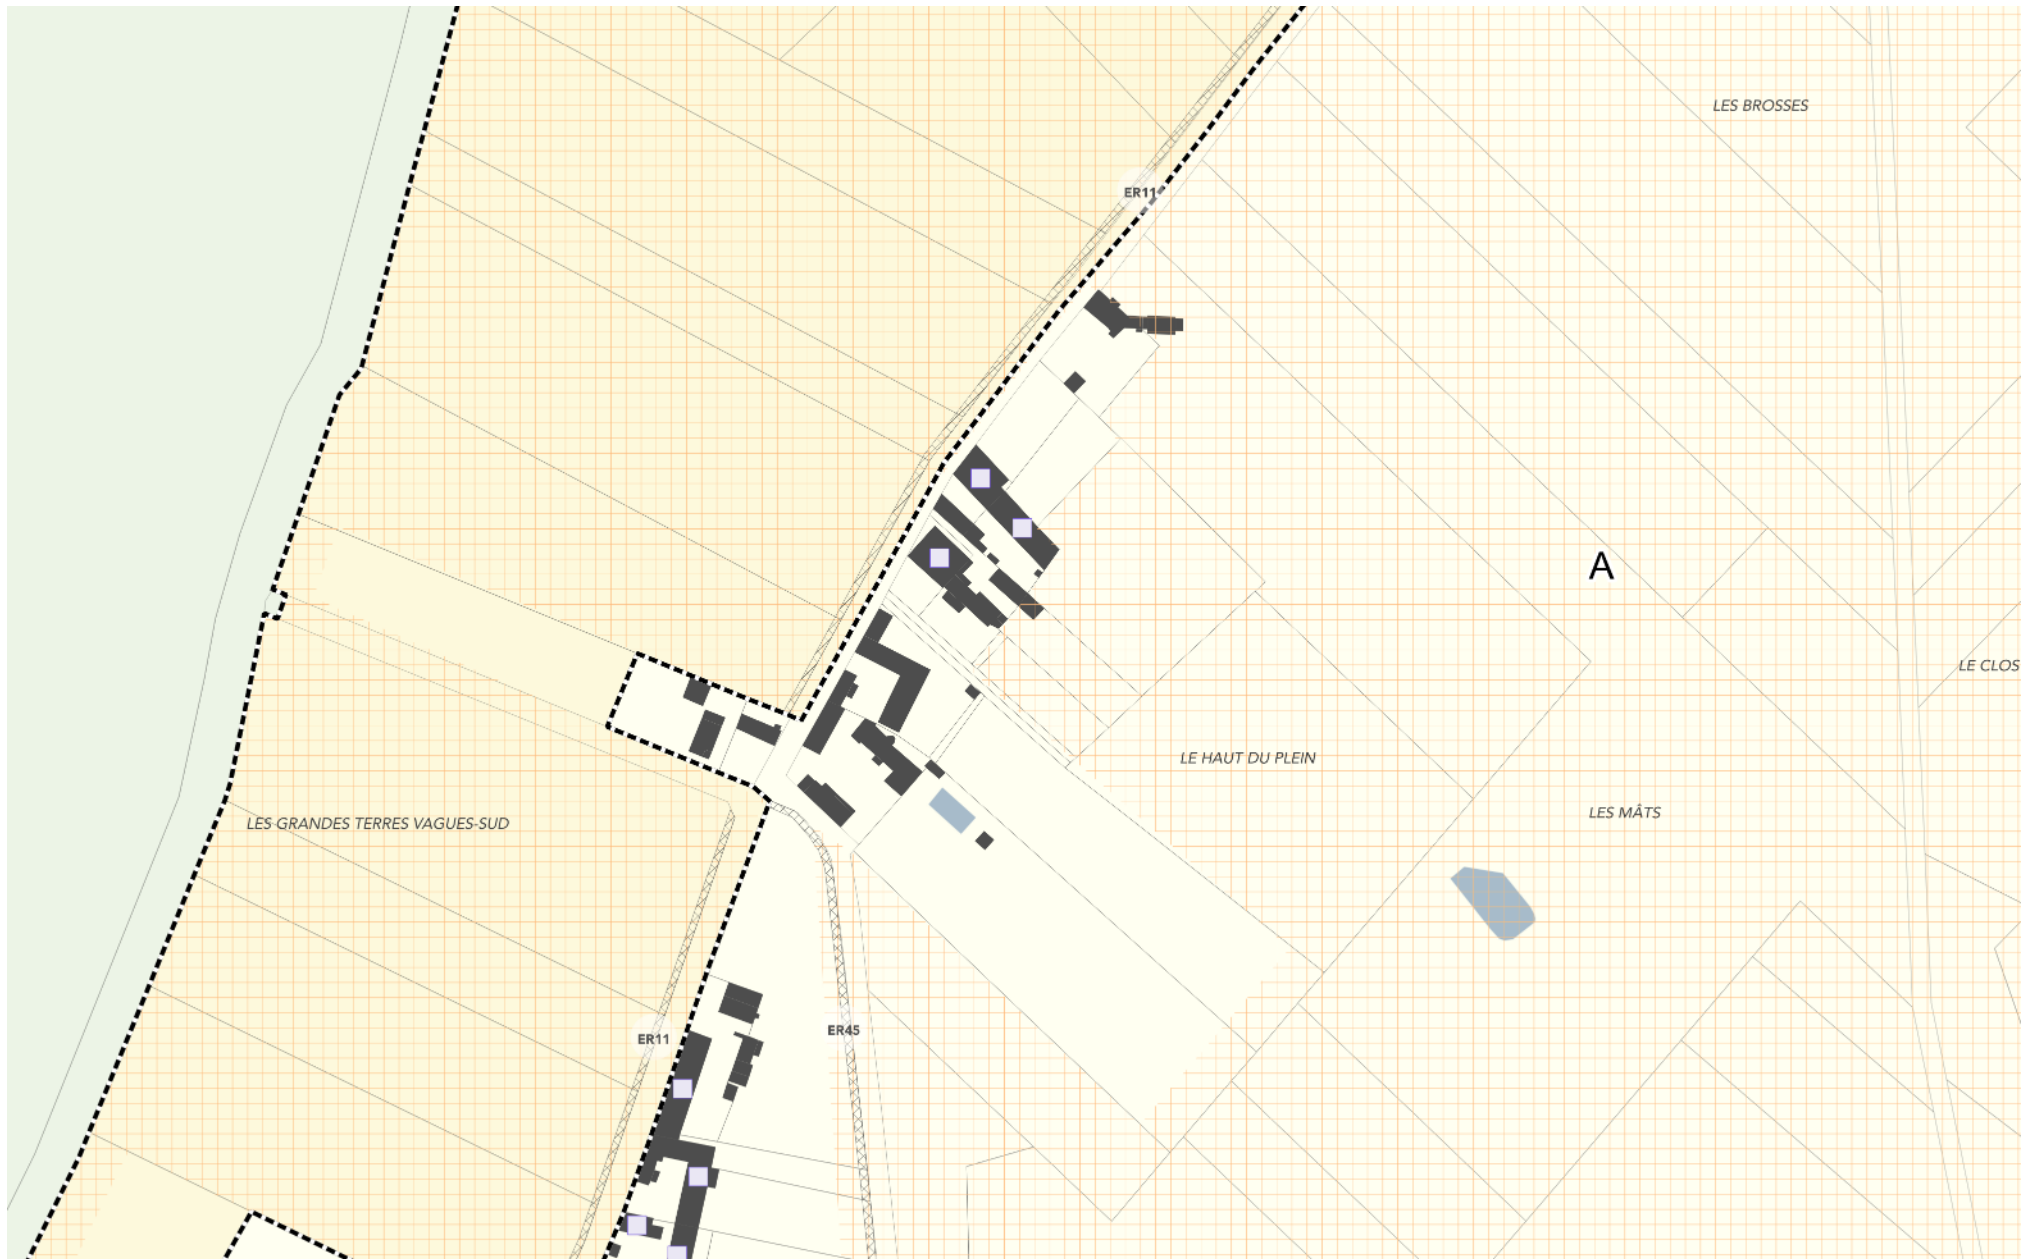 LES BROSSES
ER11
A
LE CLOS
LE HAUT DU PLEIN
LES MÂTS
LES GRANDES TERRES VAGUES-SUD
ER45
ER11